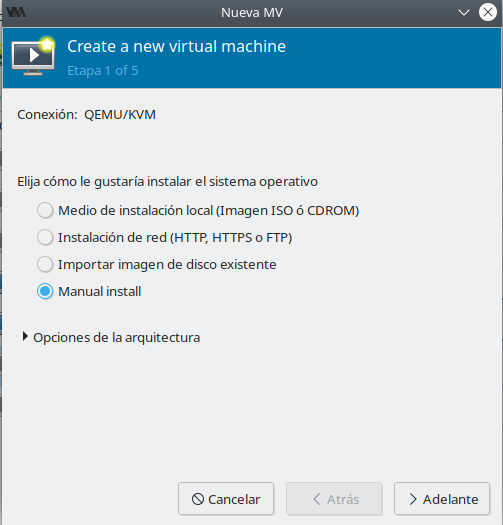 Nueva MV
Create a new virtual machine
Etapa 1 of 5
Conexión: QEMU/KVM
Elija cómo le gustaría instalar el sistema operativo
Medio de instalación local (Imagen ISO ó CDROM)
Instalación de red (HTTP, HTTPS o FTP)
Importar imagen de disco existente
Manual install
Opciones de la arquitectura
Cancelar
Atrás
Adelante